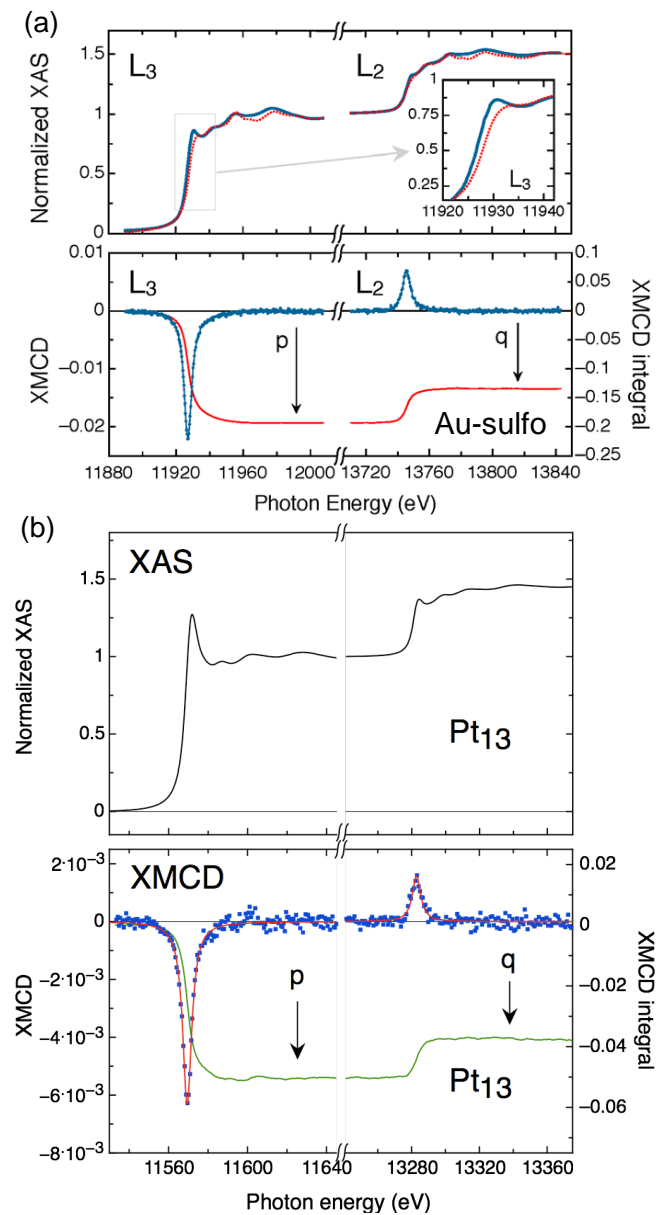 (a)
1.5
1
0.5
0
Normalized XAS
L3
L2
1
0.75
0.5
0.25
L3
11920 11930 11940
0.01
0
−0.01
−0.02
XMCD
L3
L2
p
q
Au-sulfo
0.1
0.05
0
−0.05
−0.1
−0.15
−0.2
−0.25
XMCD integral
11880 11920 11960 12000 13720 13760 13800 13840
Photon Energy (eV)
(b)
XAS
1.5
1
0.5
0
Normalized XAS
Pt13
XMCD
2·10−3
0
−2·10−3
−4·10−3
−6·10−3
−8·10−3
XMCD
p
q
Pt13
0.02
0
−0.02
−0.04
−0.06
XMCD integral
11560 11600 13280 13320 13360
Photon energy (eV)